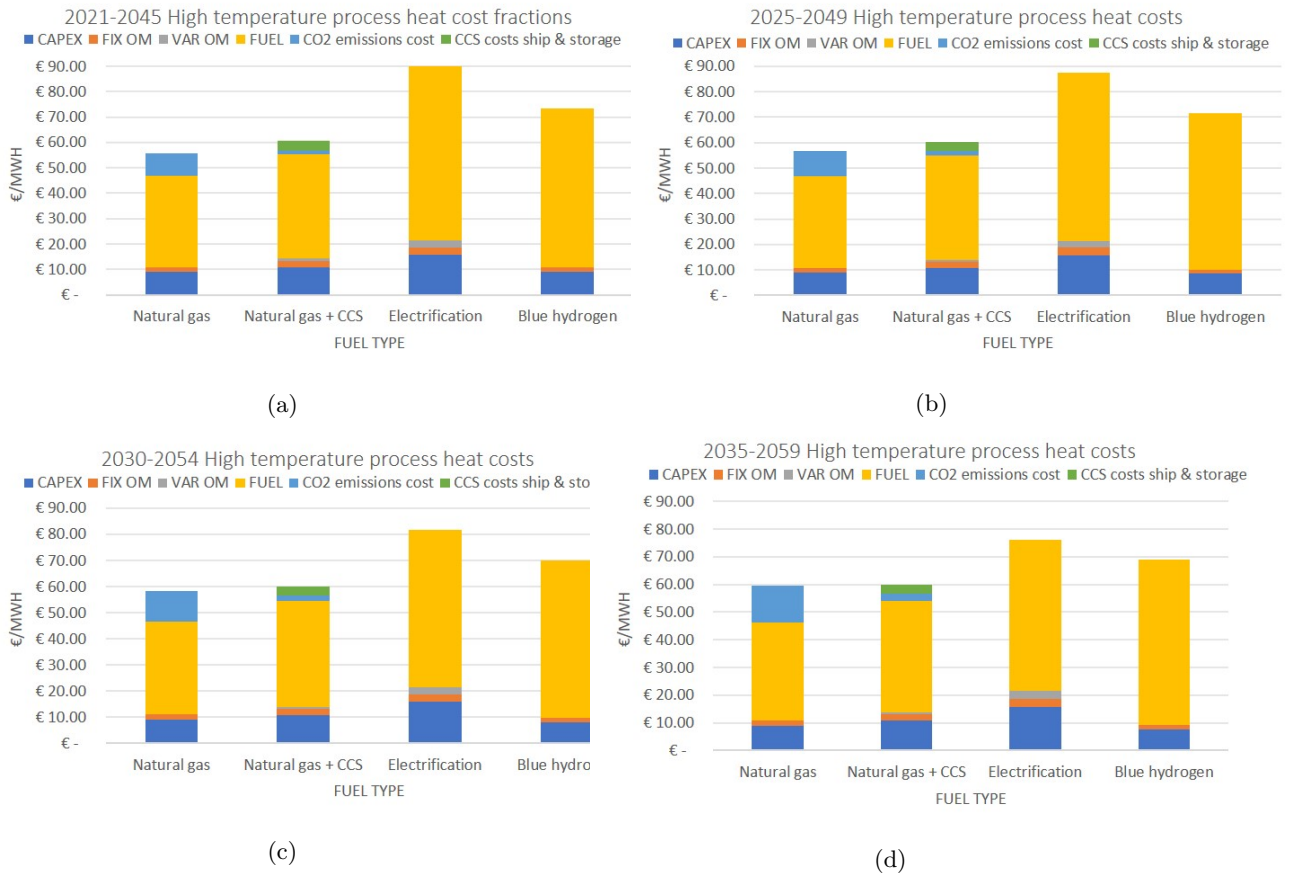 2021-2045 High temperature process heat cost fractions
CAPEX FIX OM VAR OM FUEL CO2 emissions cost CCS costs ship & storage
€ 90.00
€ 80.00
€ 70.00
€ 60.00
€ 50.00
€ 40.00
€ 30.00
€ 20.00
€ 10.00
€ -
€/MWH
Natural gas Natural gas + CCS Electrification Blue hydrogen
FUEL TYPE
(a)
2025-2049 High temperature process heat costs
CAPEX FIX OM VAR OM FUEL CO2 emissions cost CCS costs ship & storage
€ 90.00
€ 80.00
€ 70.00
€ 60.00
€ 50.00
€ 40.00
€ 30.00
€ 20.00
€ 10.00
€ -
€/MWH
Natural gas Natural gas + CCS Electrification Blue hydrogen
FUEL TYPE
(b)
2030-2054 High temperature process heat costs
CAPEX FIX OM VAR OM FUEL CO2 emissions cost CCS costs ship & sto
€ 90.00
€ 80.00
€ 70.00
€ 60.00
€ 50.00
€ 40.00
€ 30.00
€ 20.00
€ 10.00
€ -
€/MWH
Natural gas Natural gas + CCS Electrification Blue hydro
FUEL TYPE
(c)
2035-2059 High temperature process heat costs
CAPEX FIX OM VAR OM FUEL CO2 emissions cost CCS costs ship & storage
€ 90.00
€ 80.00
€ 70.00
€ 60.00
€ 50.00
€ 40.00
€ 30.00
€ 20.00
€ 10.00
€ -
€/MWH
Natural gas Natural gas + CCS Electrification Blue hydrogen
FUEL TYPE
(d)